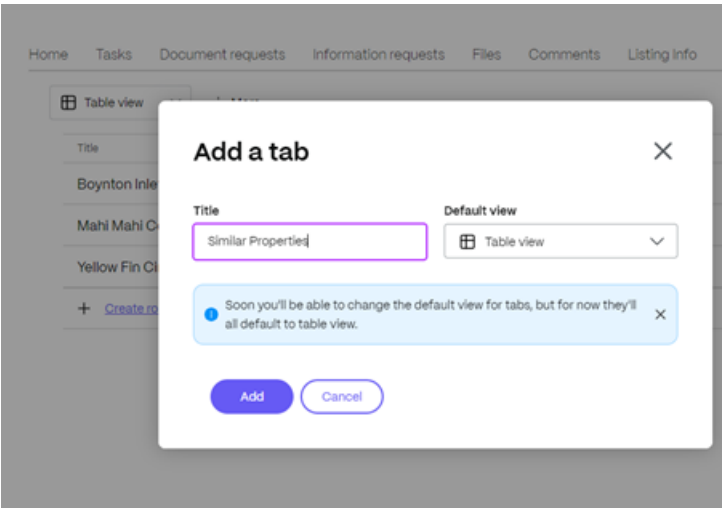 Home Tasks Document requests Information requests Files Comments Listing Info
Table view
Title
Add a tab
Boynton Inle
Mahi Mahi C
Yellow Fin Ci
+ Create ro
Title
Similar Properties
Default view
Table view
Soon you'll be able to change the default view for tabs, but for now they'll
all default to table view.
Add Cancel